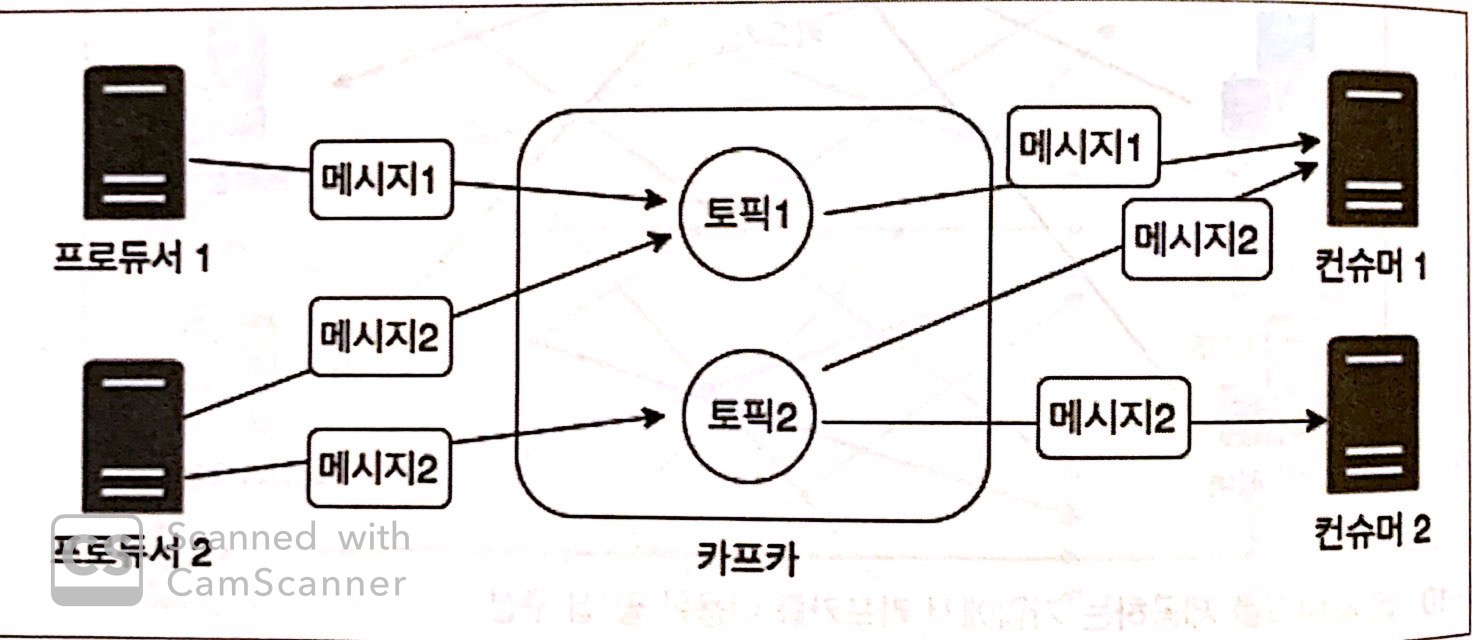 프로듀서 1
메시지1
메시지2
프로듀서 2
메시지2
토픽1
토픽2
카프카
메시지1
메시지2
컨슈머 1
메시지2
컨슈머 2
CS
Scanned with
CamScanner